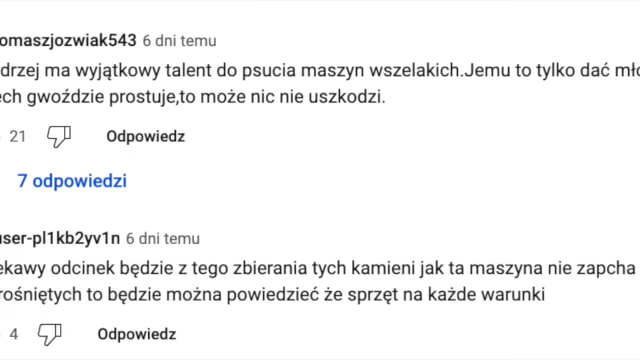 omaszjozwiak543 6 dni temu
drzej ma wyjątkowy talent do psucia maszyn wszelakich.Jemu to tylko dać mło
ech gwoździe prostuje,to może nic nie uszkodzi.
21 Odpowiedz
7 odpowiedzi
user-pl1kb2yv1n 6 dni temu
ekawy odcinek będzie z tego zbierania tych kamieni jak ta maszyna nie zapcha
rośniętych to będzie można powiedzieć że sprzęt na każde warunki
4 Odpowiedz